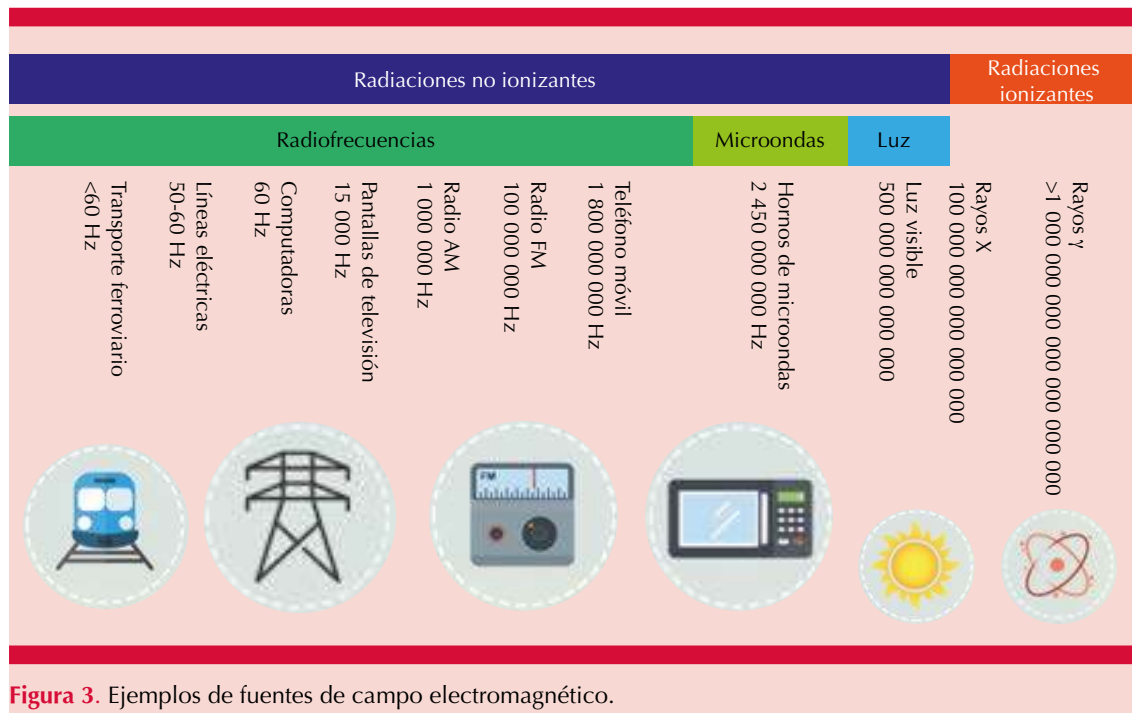 Radiaciones no ionizantes
Radiaciones
ionizantes
Radiofrecuencias
Microondas
Luz
Transporte ferroviario
<60 Hz
Líneas eléctricas
50-60 Hz
Computadoras
60 Hz
Pantallas de televisión
15 000 Hz
Radio AM
1 000 000 Hz
Radio FM
100 000 000 Hz
Teléfono móvil
1 800 000 000 Hz
Hornos de microondas
2 450 000 000 Hz
Luz visible
500 000 000 000 000
Rayos X
100 000 000 000 000 000
Rayos γ
>1 000 000 000 000 000 000 000
FM
Figura 3. Ejemplos de fuentes de campo electromagnético.